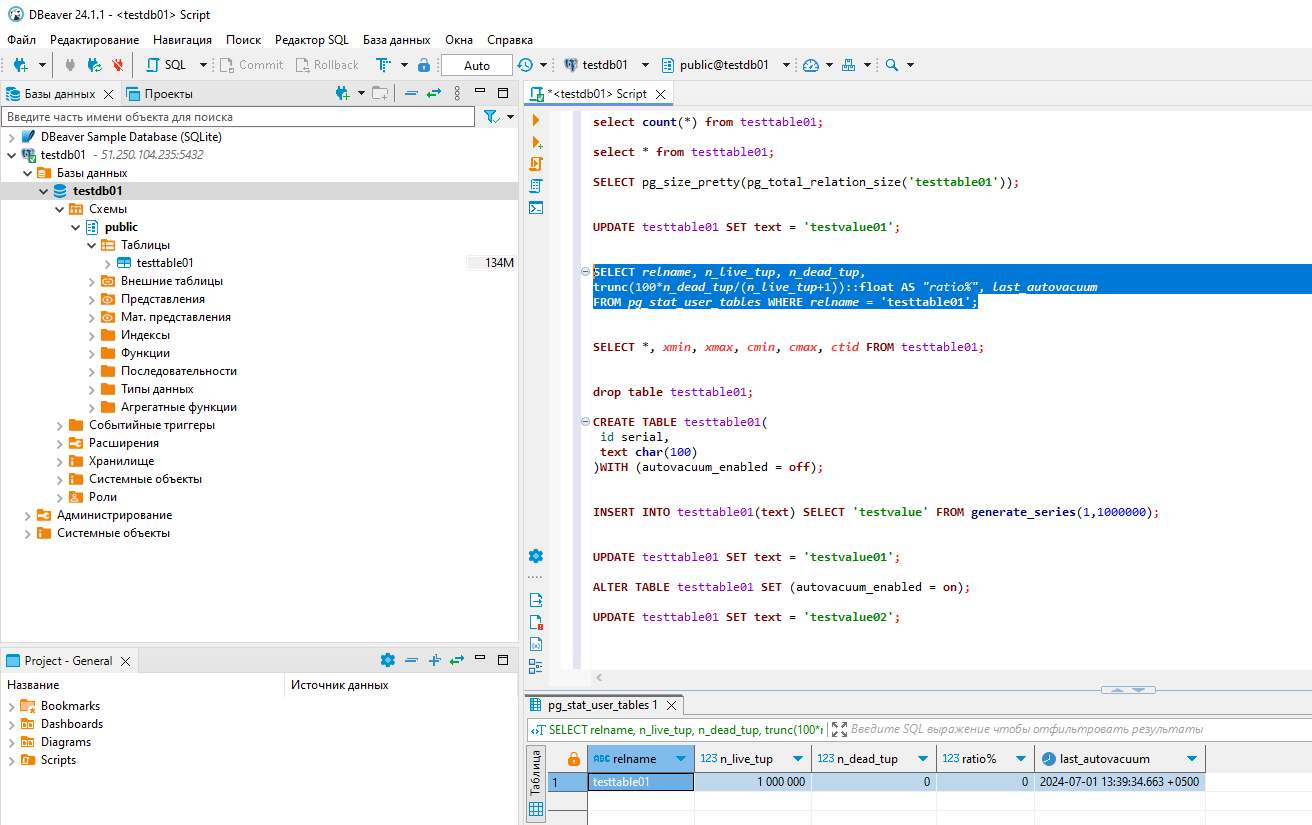 DBeaver 24.1.1 - <testdb01> Script
Файл Редактирование Навигация Поиск Редактор SQL База данных Окна Справка
SQL Commit Rollback Auto testdb01 public@testdb01
Базы данных Проекты
Введите часть имени объекта для поиска
DBeaver Sample Database (SQLite)
testdb01 - 51.250.104.235:5432
Базы данных
testdb01
Схемы
public
Таблицы
testtable01 134M
Внешние таблицы
Представления
Мат. представления
Индексы
Функции
Последовательности
Типы данных
Агрегатные функции
Событийные триггеры
Расширения
Хранилище
Системные объекты
Роли
Администрирование
Системные объекты
Project - General
Название Источник данных
Bookmarks
Dashboards
Diagrams
Scripts
*<testdb01> Script
select count(*) from testtable01;
select * from testtable01;
SELECT pg_size_pretty(pg_total_relation_size('testtable01'));
UPDATE testtable01 SET text = 'testvalue01';
SELECT relname, n_live_tup, n_dead_tup,
trunc(100*n_dead_tup/(n_live_tup+1))::float AS "ratio%", last_autovacuum
FROM pg_stat_user_tables WHERE relname = 'testtable01';
SELECT *, xmin, xmax, cmin, cmax, ctid FROM testtable01;
drop table testtable01;
CREATE TABLE testtable01(
id serial,
text char(100)
)WITH (autovacuum_enabled = off);
INSERT INTO testtable01(text) SELECT 'testvalue' FROM generate_series(1,1000000);
UPDATE testtable01 SET text = 'testvalue01';
ALTER TABLE testtable01 SET (autovacuum_enabled = on);
UPDATE testtable01 SET text = 'testvalue02';
pg_stat_user_tables 1
SELECT relname, n_live_tup, n_dead_tup, trunc(100*r Введите SQL выражение чтобы отфильтровать результаты
Таблица
ABC relname 123 n_live_tup 123 n_dead_tup 123 ratio% last_autovacuum
1 testtable01 1 000 000 0 0 2024-07-01 13:39:34.663 +0500